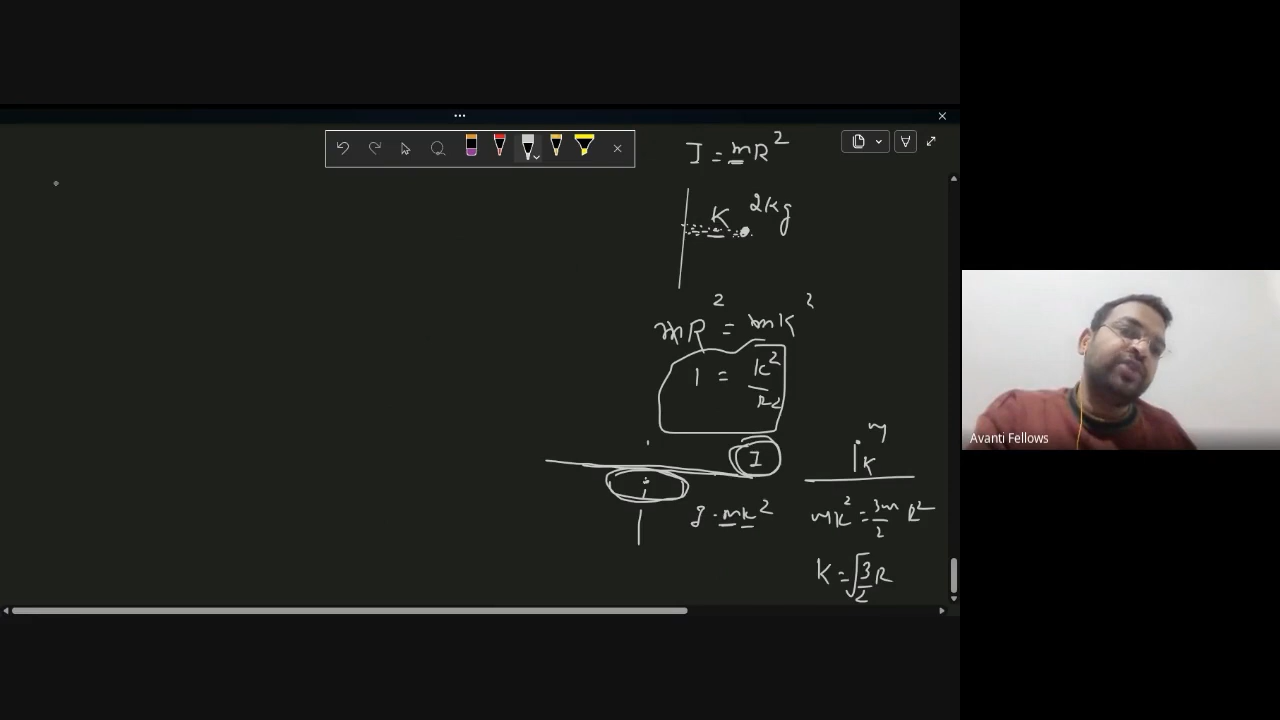 I = mR²
K 2kg
mR² = mk²
1 = k²/R²
I
m
K
I = mk²
mk² = 3m/2 R²
K = √3/2 R
Avanti Fellows